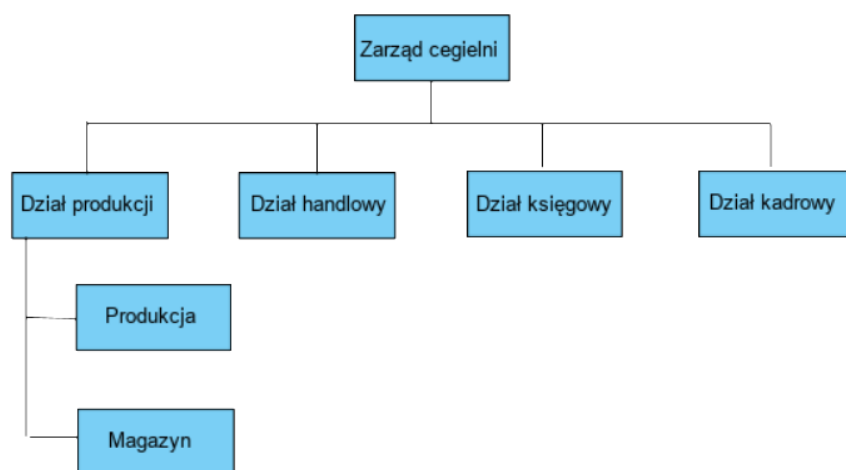 Zarząd cegielni
Dział produkcji
Dział handlowy
Dział księgowy
Dział kadrowy
Produkcja
Magazyn